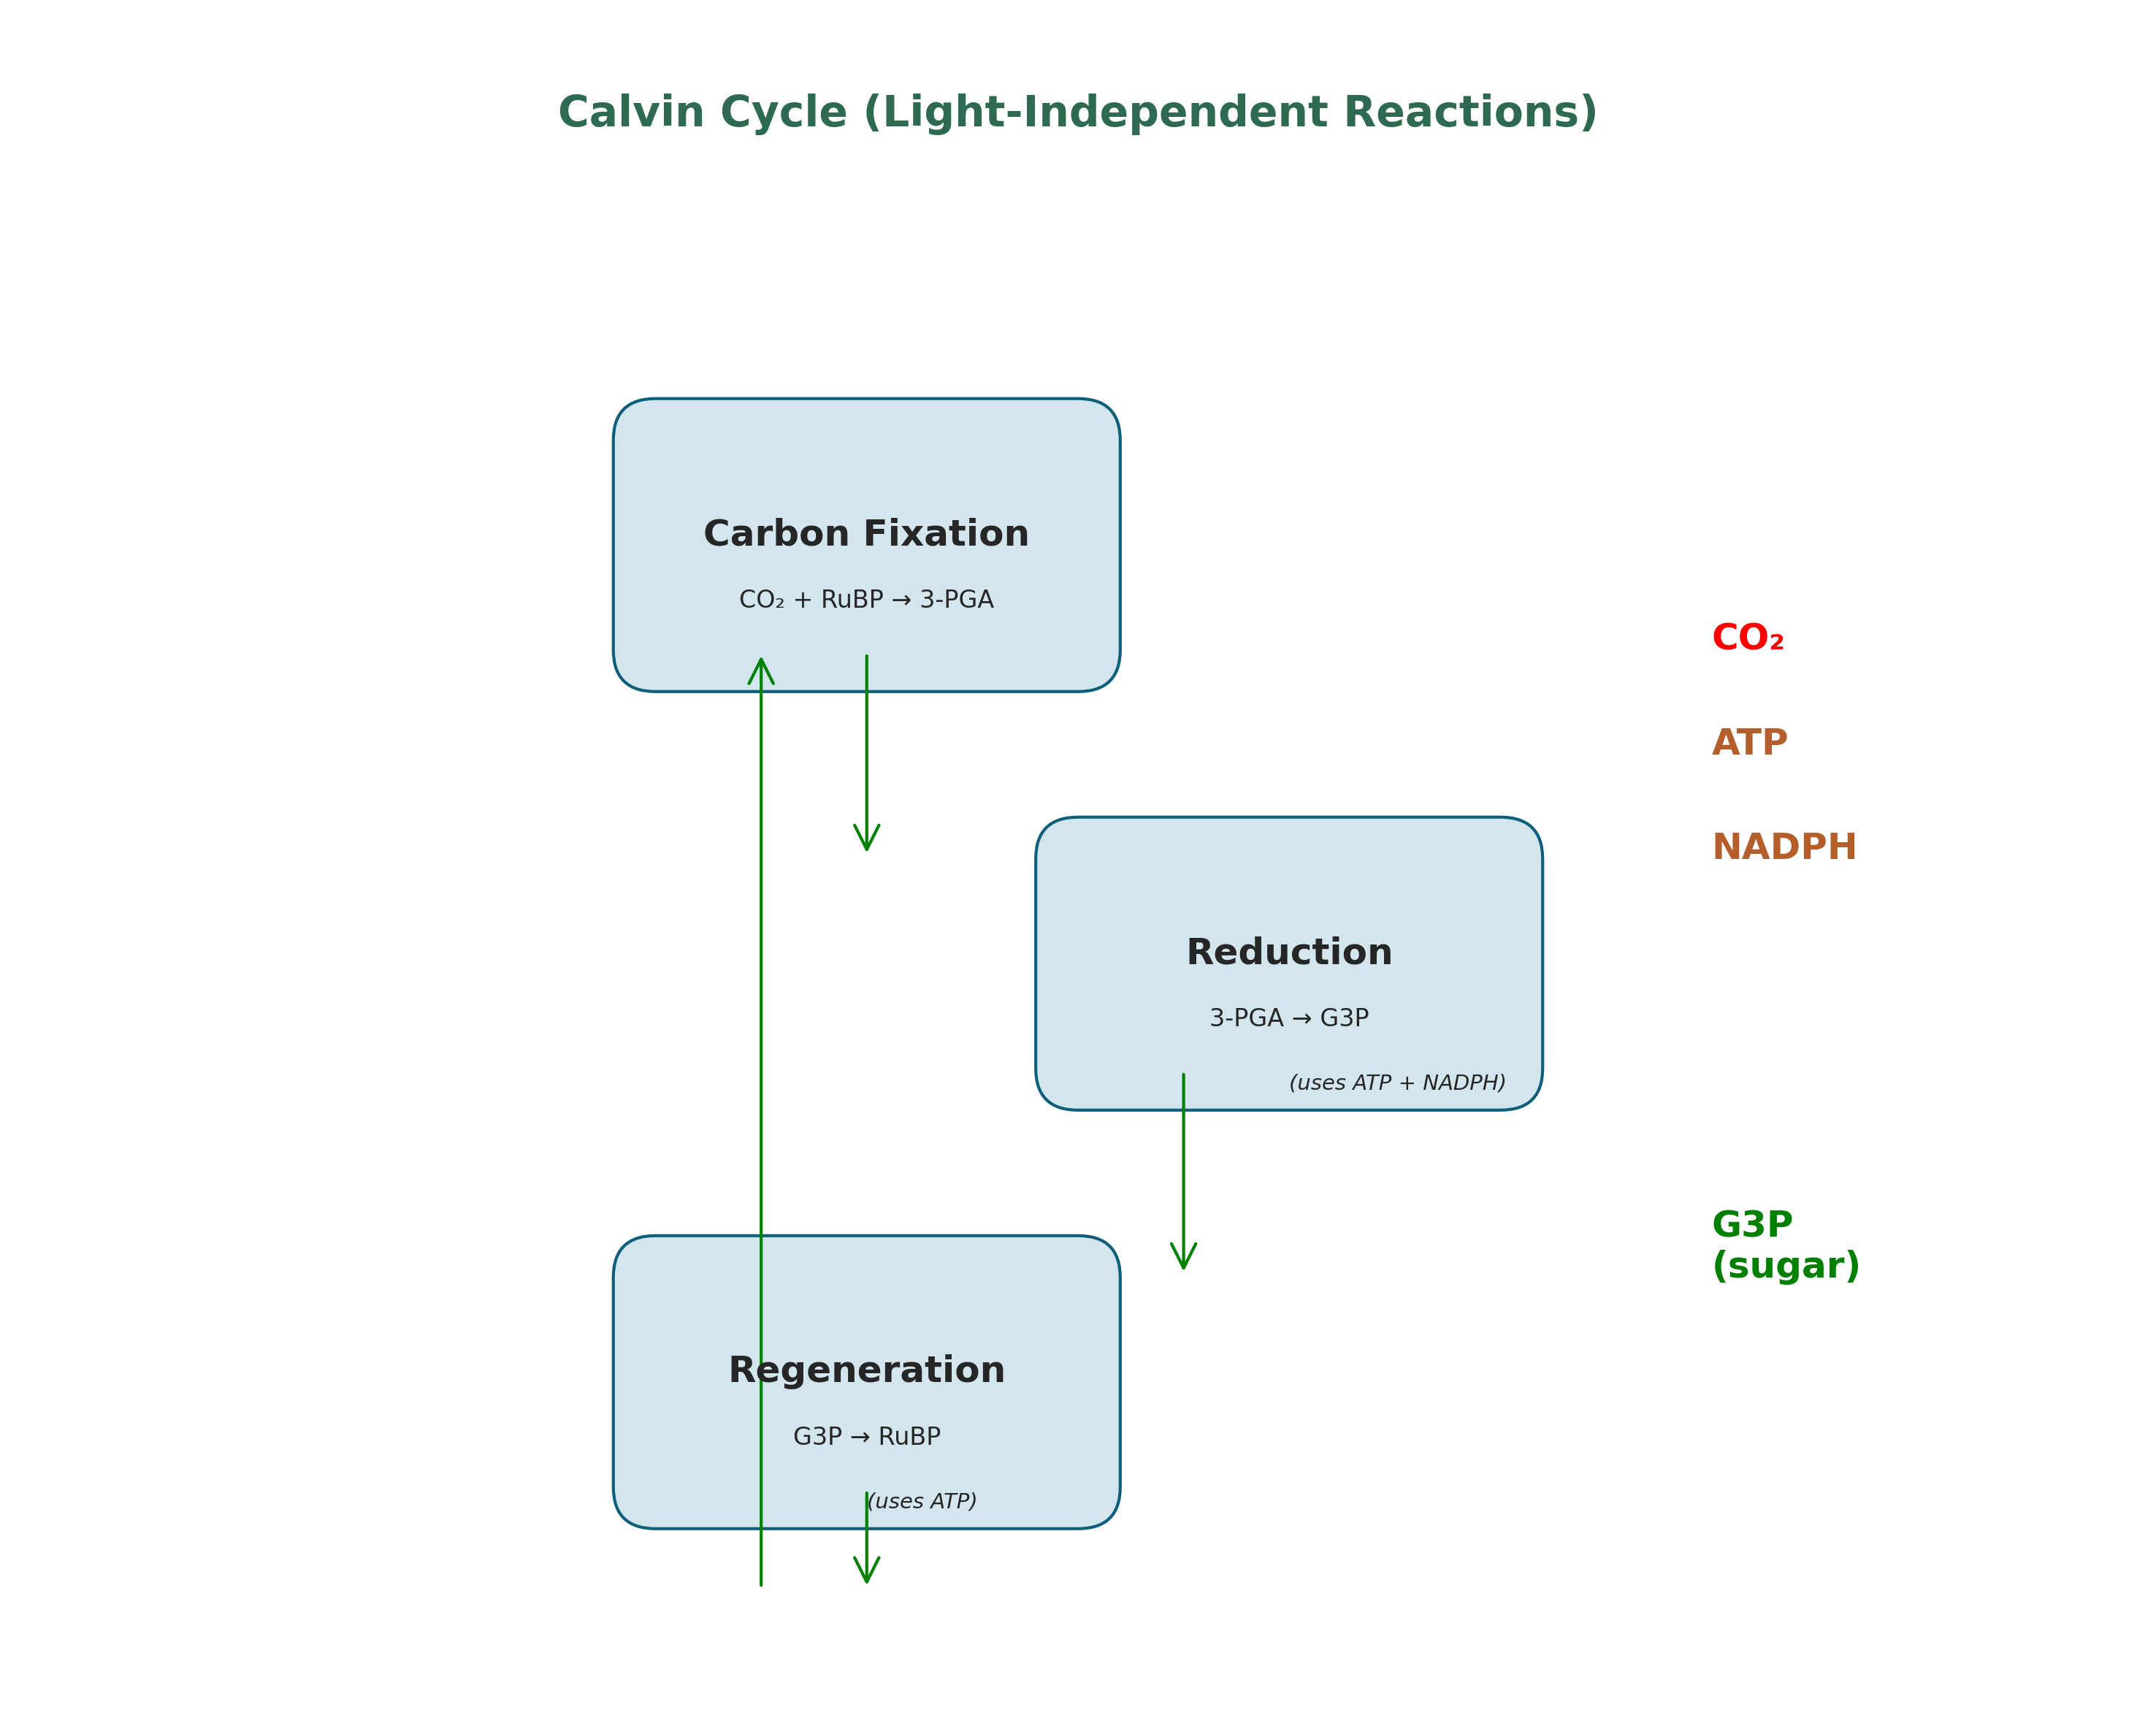 Calvin Cycle (Light-Independent Reactions)
Carbon Fixation
CO₂ + RuBP → 3-PGA
CO₂
ATP
NADPH
Reduction
3-PGA → G3P
(uses ATP + NADPH)
G3P
(sugar)
Regeneration
G3P → RuBP
(uses ATP)